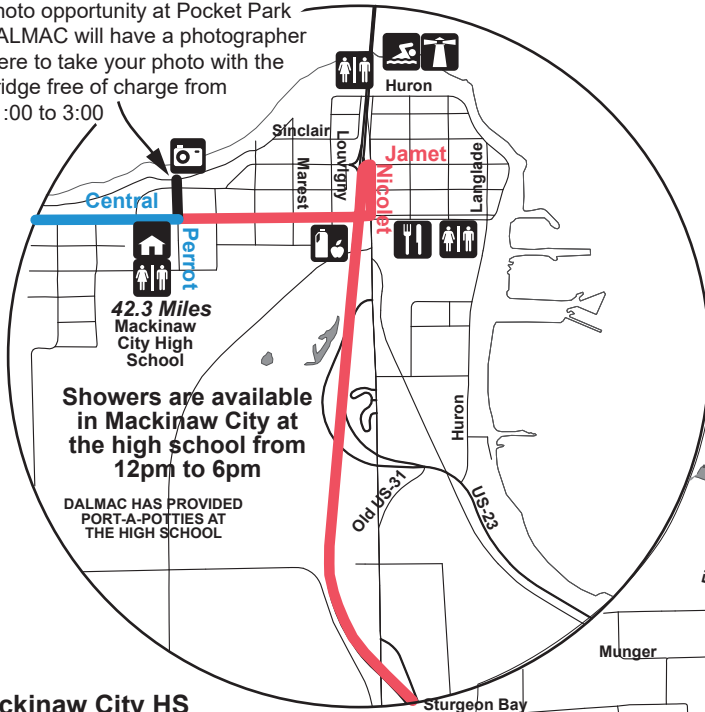 hoto opportunity at Pocket Park
ALMAC will have a photographer
ere to take your photo with the
ridge free of charge from
:00 to 3:00
Huron
Sinclair
Louvigny
Marest
Jamet
Nicolet
Langlade
Central
Perrot
42.3 Miles
Mackinaw
City High
School
Showers are available
in Mackinaw City at
the high school from
12pm to 6pm
DALMAC HAS PROVIDED
PORT-A-POTTIES AT
THE HIGH SCHOOL
Huron
Old US-31
US-23
Munger
Sturgeon Bay
ckinaw City HS